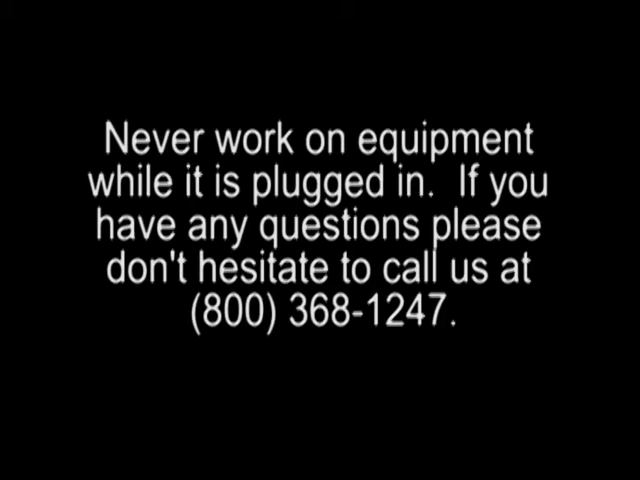 Never work on equipment
while it is plugged in.  If you
have any questions please
don't hesitate to call us at
(800) 368-1247.